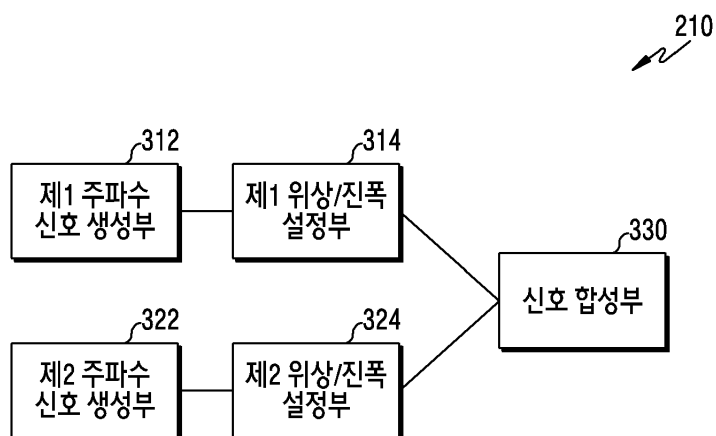 210
312
제1 주파수
신호 생성부
314
제1 위상/진폭
설정부
330
신호 합성부
322
제2 주파수
신호 생성부
324
제2 위상/진폭
설정부